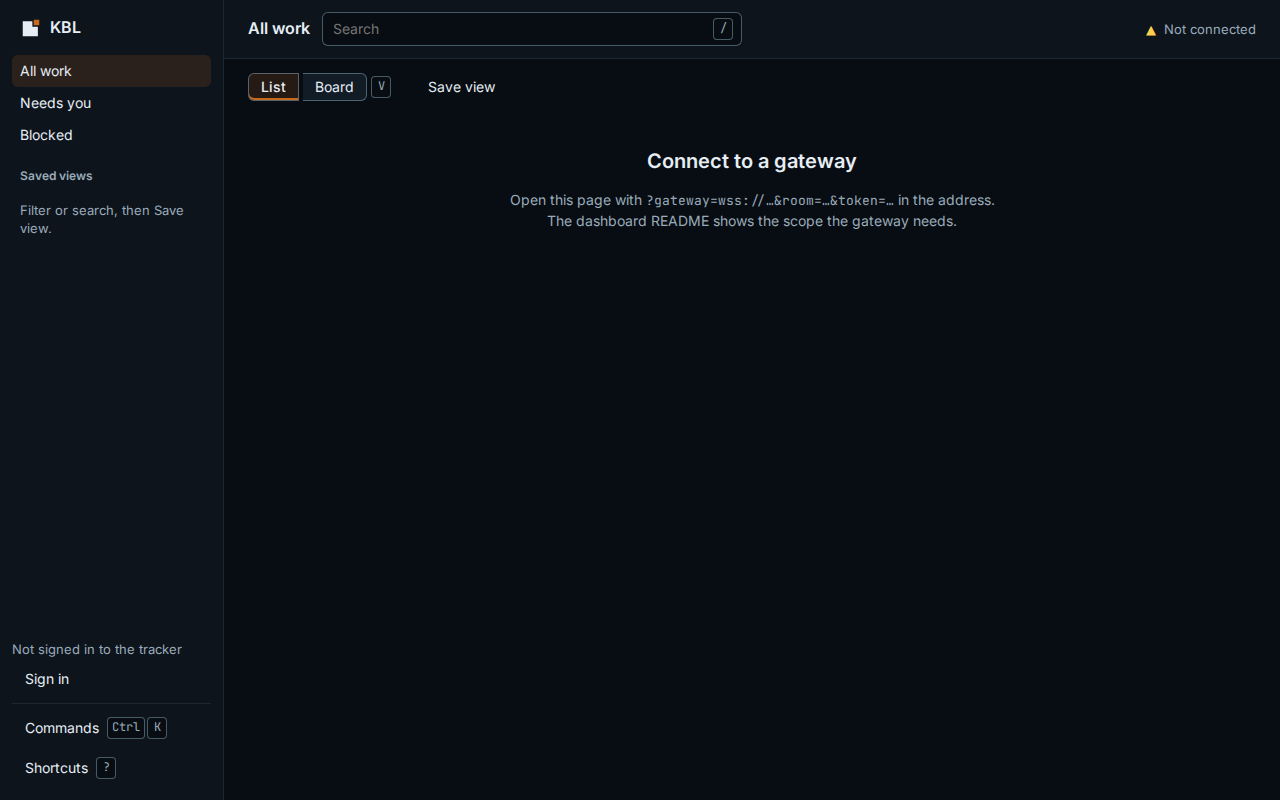 KBL
All work
Needs you
Blocked
Saved views
Filter or search, then Save
view.
Not signed in to the tracker
Sign in
Commands Ctrl K
Shortcuts ?
All work Search /
Not connected
List Board V Save view
Connect to a gateway
Open this page with ?gateway=wss://…&room=…&token=… in the address.
The dashboard README shows the scope the gateway needs.